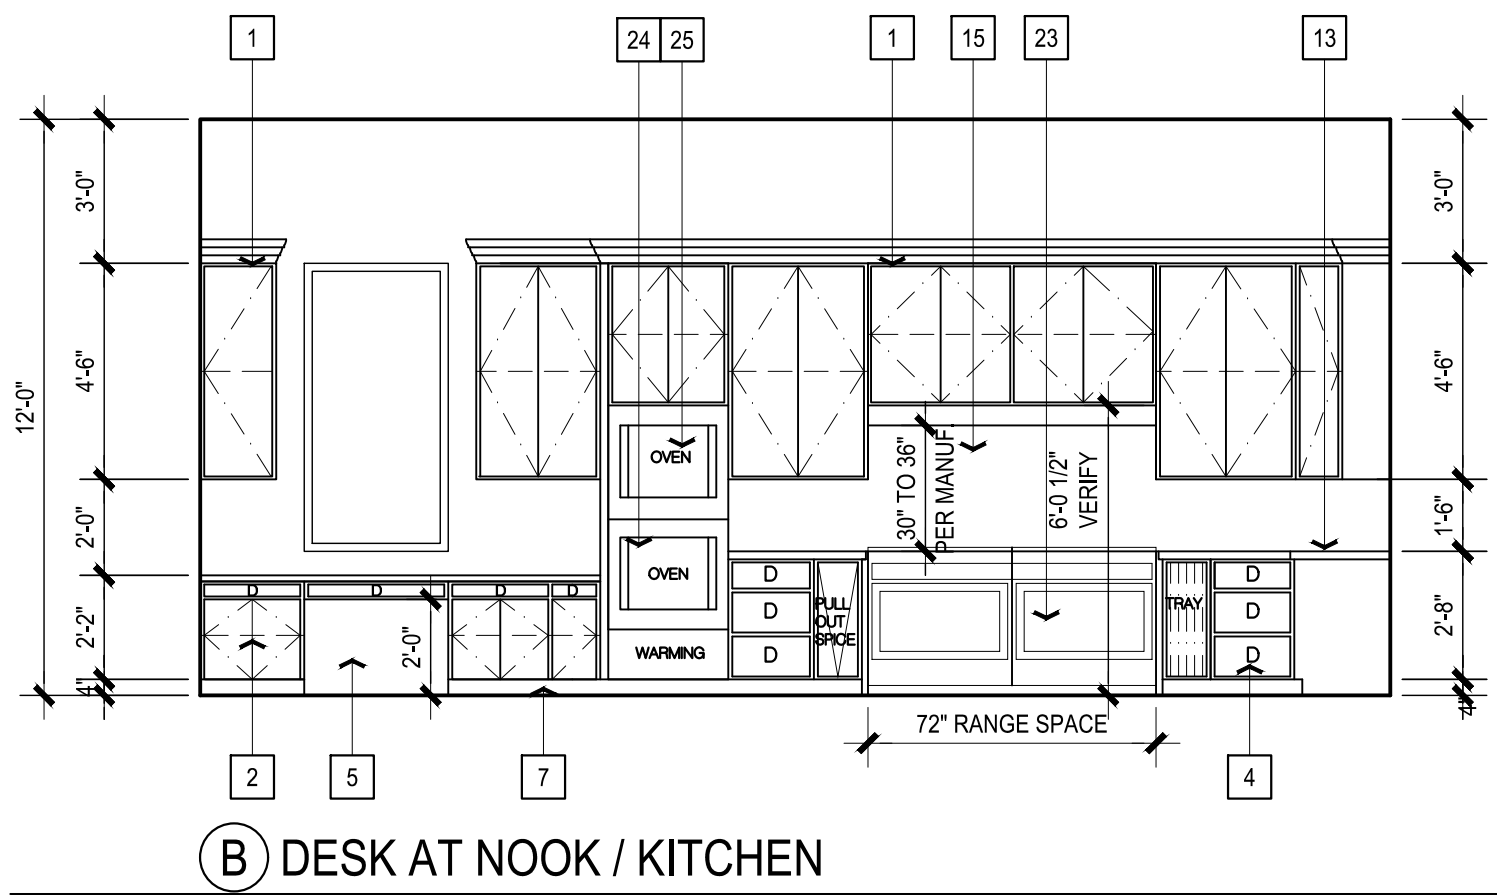 1
24 25
1
15
23
13
12'-0"
3'-0"
4'-6"
2'-0"
2'-2"
4"
3'-0"
4'-6"
1'-6"
2'-8"
4"
OVEN
OVEN
WARMING
D
D
D
D
2'-0"
D
D
D
PULL
OUT
SPICE
30" TO 36"
PER MANUF.
6'-0 1/2"
VERIFY
TRAY
D
D
D
72" RANGE SPACE
2
5
7
4
B DESK AT NOOK / KITCHEN